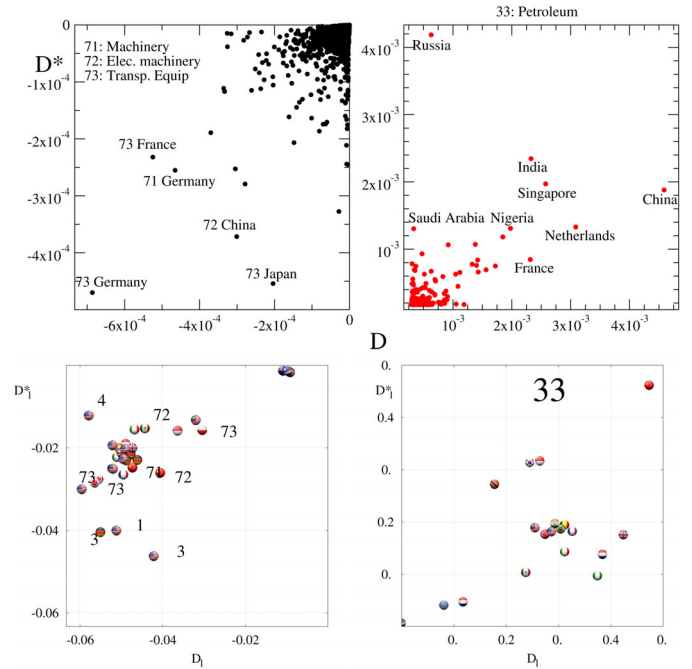 33: Petroleum
0
71: Machinery
72: Elec. machinery
73: Transp. Equip
D*
-1x10⁻⁴
-2x10⁻⁴
-4x10⁻⁴
73 France
71 Germany
72 China
73 Japan
73 Germany
-6x10⁻⁴
-4x10⁻⁴
-2x10⁻⁴
0
4x10⁻³
3x10⁻³
2x10⁻³
10⁻³
Russia
India
Singapore
China
Saudi Arabia
Nigeria
Netherlands
France
10⁻³
2x10⁻³
3x10⁻³
4x10⁻³
D
D*l
-0.02
-0.04
-0.06
4
72
73
71
72
73
73
1
3
3
-0.06
-0.04
-0.02
Dl
D*l
33
0.4
0.
0.2
0.
0.
0.2
0.
0.4
Dl